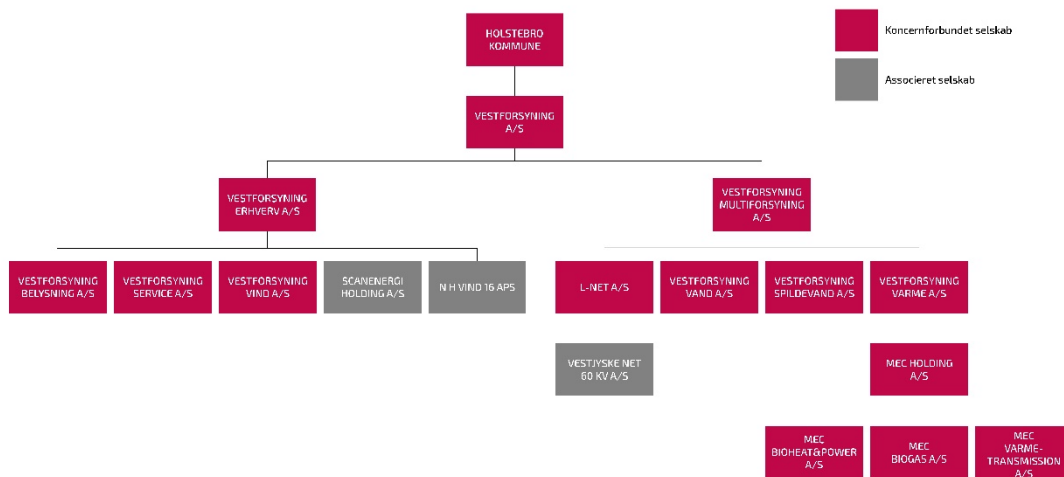 HOLSTEBRO
KOMMUNE
Koncernforbundet selskab
Associeret selskab
VESTFORSYNING
A/S
VESTFORSYNING
ERHVERV A/S
VESTFORSYNING
MULTIFORSYNING
A/S
VESTFORSYNING
BELYSNING A/S
VESTFORSYNING
SERVICE A/S
VESTFORSYNING
VIND A/S
SCANENERGI
HOLDING A/S
N H VIND 16 APS
L-NET A/S
VESTFORSYNING
VAND A/S
VESTFORSYNING
SPILDEVAND A/S
VESTFORSYNING
VARME A/S
VESTJYSKE NET
60 KV A/S
MEC HOLDING
A/S
MEC
BIOHEAT&POWER
A/S
MEC
BIOGAS A/S
MEC
VARME-
TRANSMISSION
A/S